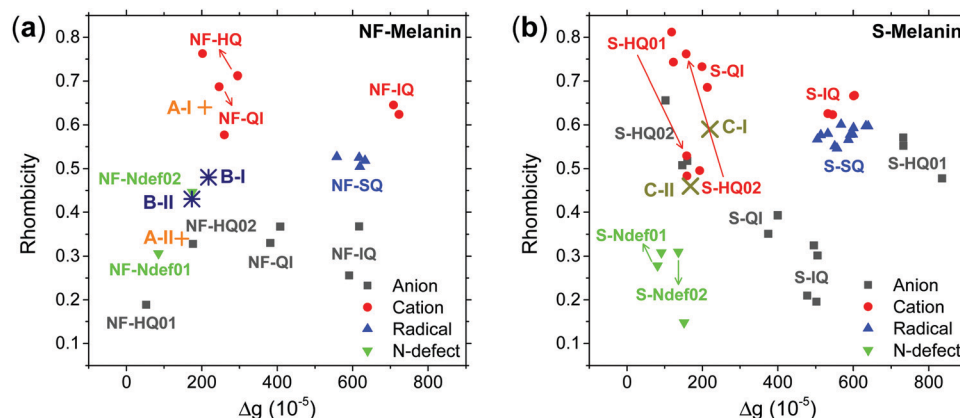 (a)
NF-Melanin
0.8
0.7
0.6
0.5
0.4
0.3
0.2
0.1
Rhombicity
NF-HQ
NF-IQ
A-I
NF-QI
NF-Ndef02
B-I
NF-SQ
B-II
A-II
NF-HQ02
NF-QI
NF-IQ
NF-Ndef01
NF-HQ01
Anion
Cation
Radical
N-defect
0 200 400 600 800
Δg (10⁻⁵)
(b)
S-Melanin
0.8
0.7
0.6
0.5
0.4
0.3
0.2
0.1
Rhombicity
S-HQ01
S-QI
S-IQ
C-I
S-HQ02
S-SQ
S-HQ01
C-II
S-HQ02
S-QI
S-Ndef01
S-Ndef02
S-IQ
Anion
Cation
Radical
N-defect
0 200 400 600 800
Δg (10⁻⁵)